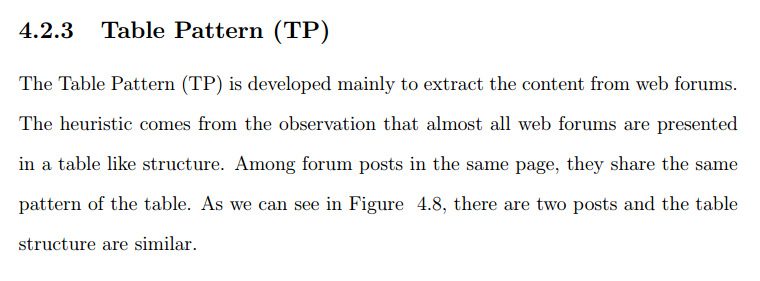 4.2.3 Table Pattern (TP)
The Table Pattern (TP) is developed mainly to extract the content from web forums.
The heuristic comes from the observation that almost all web forums are presented
in a table like structure. Among forum posts in the same page, they share the same
pattern of the table. As we can see in Figure 4.8, there are two posts and the table
structure are similar.